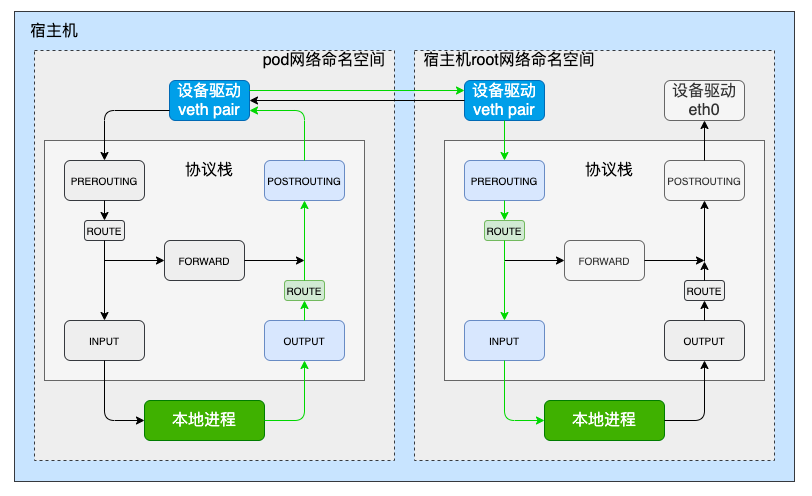 宿主机
pod网络命名空间
设备驱动
veth pair
协议栈
PREROUTING
POSTROUTING
ROUTE
FORWARD
ROUTE
INPUT
OUTPUT
本地进程
宿主机root网络命名空间
设备驱动
veth pair
设备驱动
eth0
协议栈
PREROUTING
POSTROUTING
ROUTE
FORWARD
ROUTE
INPUT
OUTPUT
本地进程